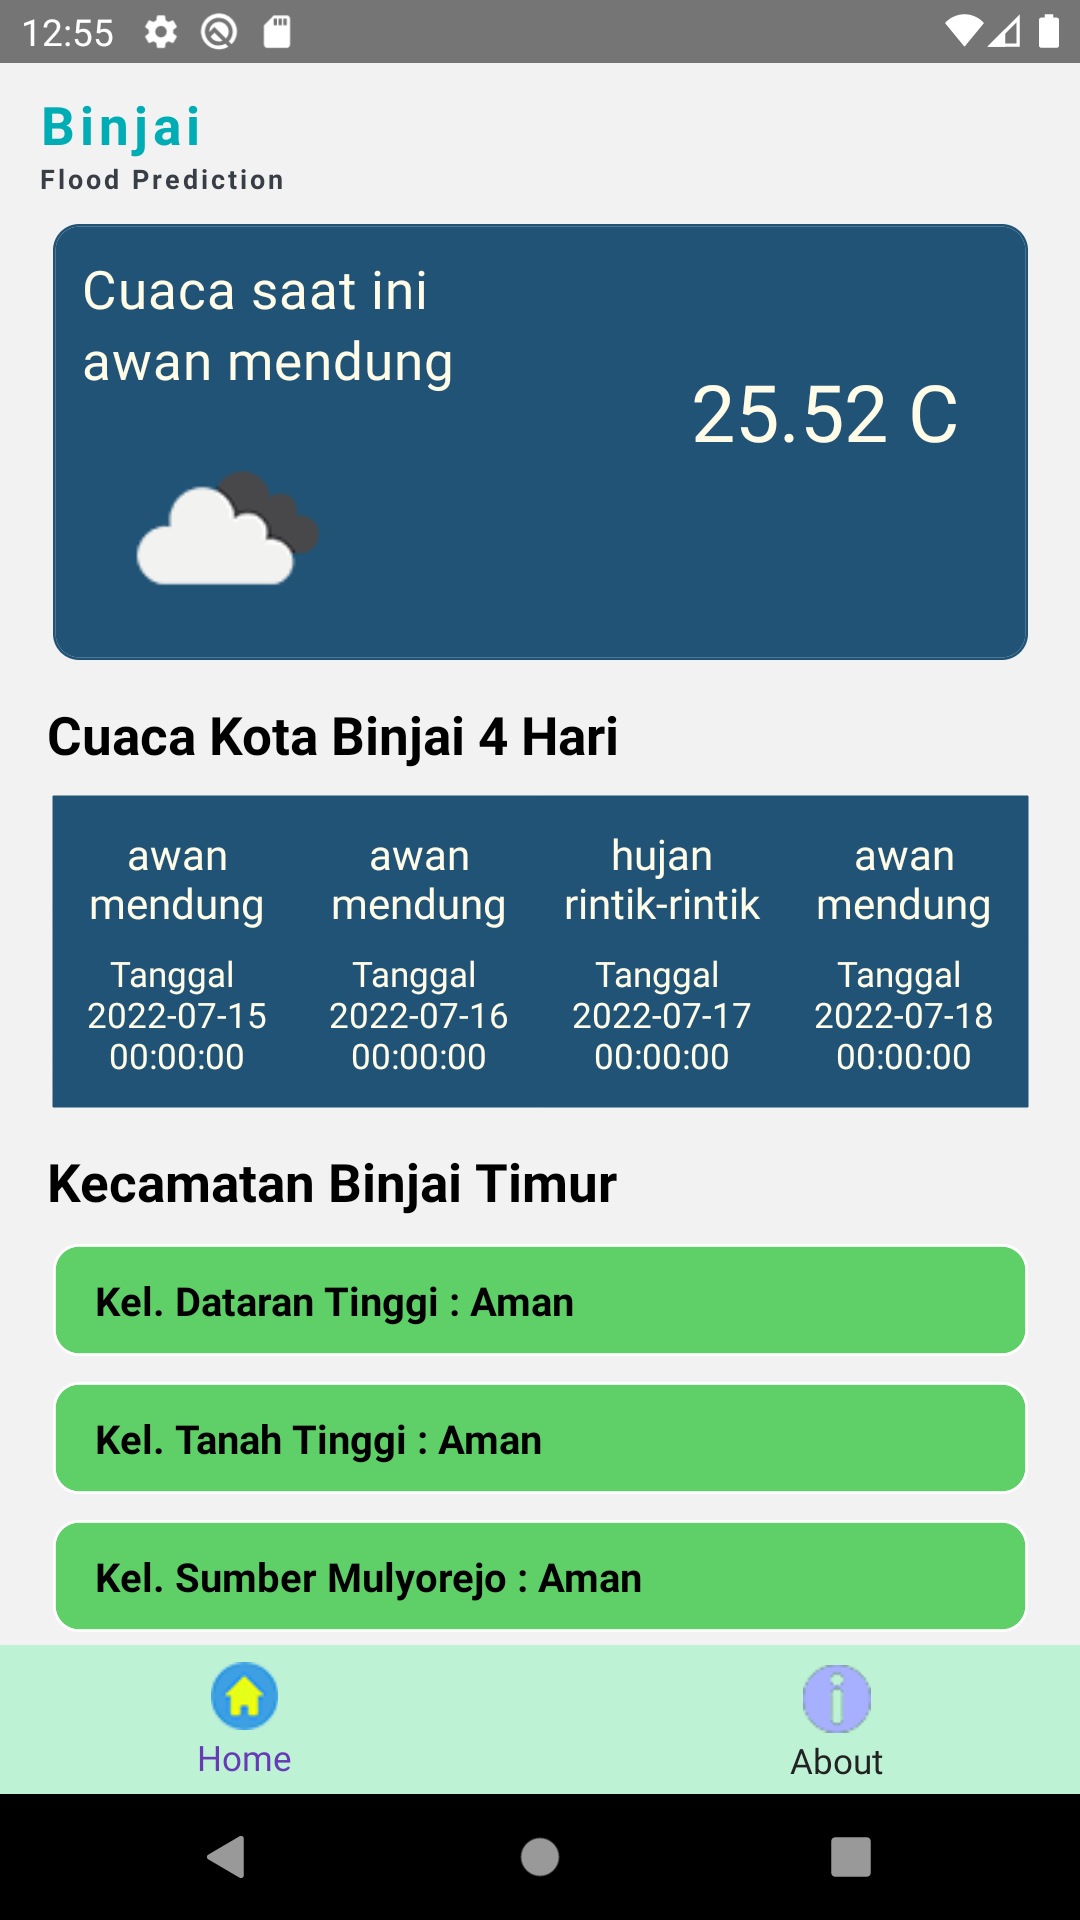 12:55
Binjai
Flood Prediction
Cuaca saat ini
awan mendung
25.52 C
Cuaca Kota Binjai 4 Hari
awan
mendung
Tanggal
2022-07-15
00:00:00
awan
mendung
Tanggal
2022-07-16
00:00:00
hujan
rintik-rintik
Tanggal
2022-07-17
00:00:00
awan
mendung
Tanggal
2022-07-18
00:00:00
Kecamatan Binjai Timur
Kel. Dataran Tinggi : Aman
Kel. Tanah Tinggi : Aman
Kel. Sumber Mulyorejo : Aman
Home
About